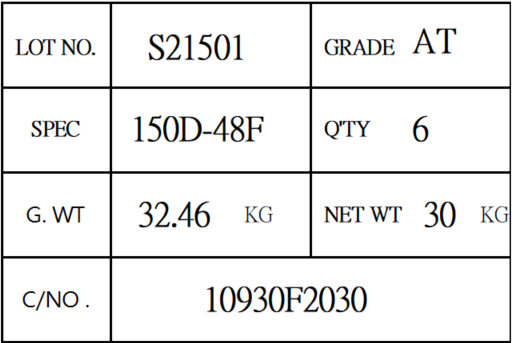 LOT NO. S21501 GRADE AT
SPEC 150D-48F Q'TY 6
G. WT 32.46 KG NET WT 30 KG
C/NO . 10930F2030